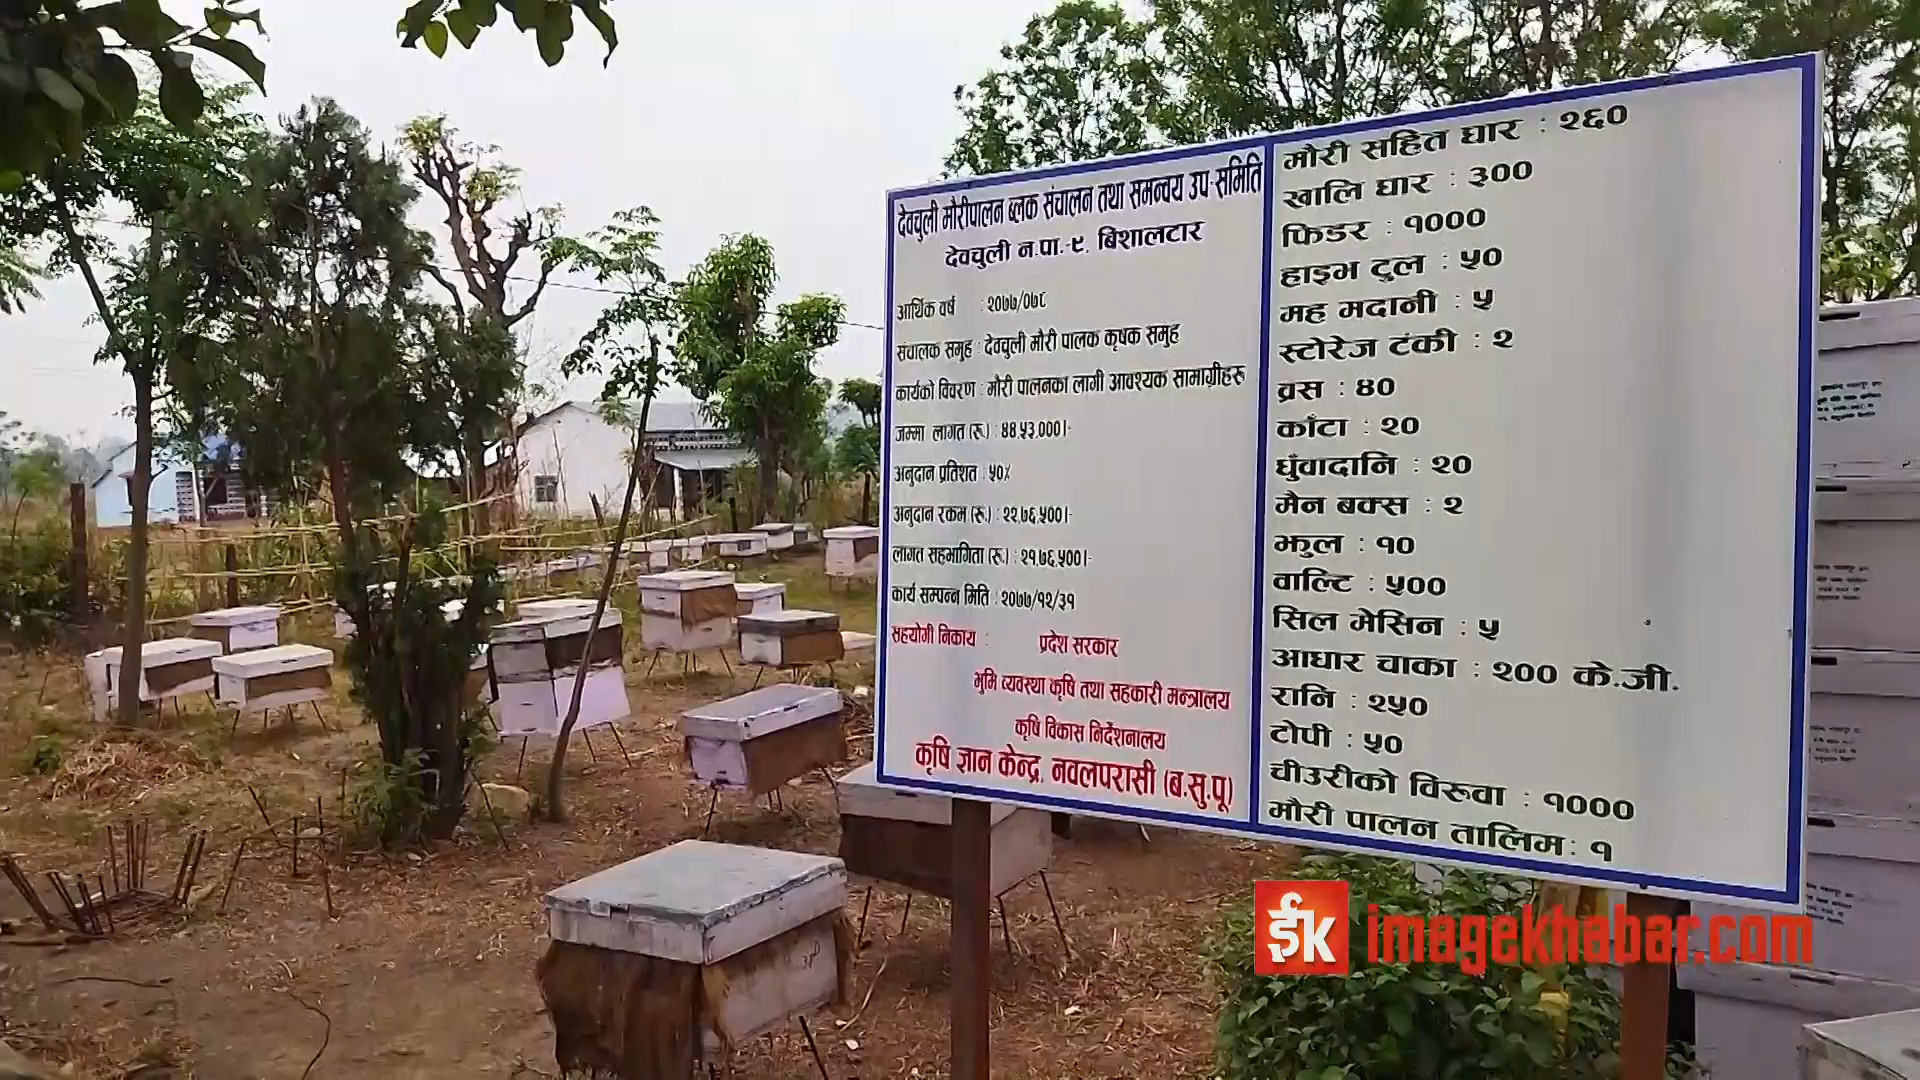 देवचुली मौरीपालन ब्लक संचालन तथा समन्वय उप-समिति
देवचुली न.पा.-९, बिशालटार
आर्थिक वर्ष : २०७७/०७८
संचालक समुह : देवचुली मौरी पालक कृषक समुह
कार्यको विवरण : मौरी पालनका लागी आवश्यक सामाग्रीहरु
जम्मा लागत (रू.) : ४४,५३,०००।-
अनुदान प्रतिशत : ५०%
अनुदान रकम (रू.) : २२,७६,५००।-
लागत सहभागिता (रू.) : २१,७६,५००।-
कार्य सम्पन्न मिति : २०७७/१२/३१
सहयोगी निकाय : प्रदेश सरकार
भुमि व्यवस्था कृषि तथा सहकारी मन्त्रालय
कृषि विकास निर्देशनालय
कृषि ज्ञान केन्द्र, नवलपरासी (ब.सु.पू)
मौरी सहित घार : २६०
खालि घार : ३००
फिडर : १०००
हाइभ टुल : ५०
मह मदानी : ५
स्टोरेज टंकी : २
व्रस : ४०
काँटा : २०
धुँवादानि : २०
मैन बक्स : २
झुल : १०
वाल्टि : ५००
सिल मेसिन : ५
आधार चाका : २०० के.जी.
रानि : २५०
टोपी : ५०
चीउरीको विरुवा : १०००
मौरी पालन तालिम : १
ईk imagekhabar.com